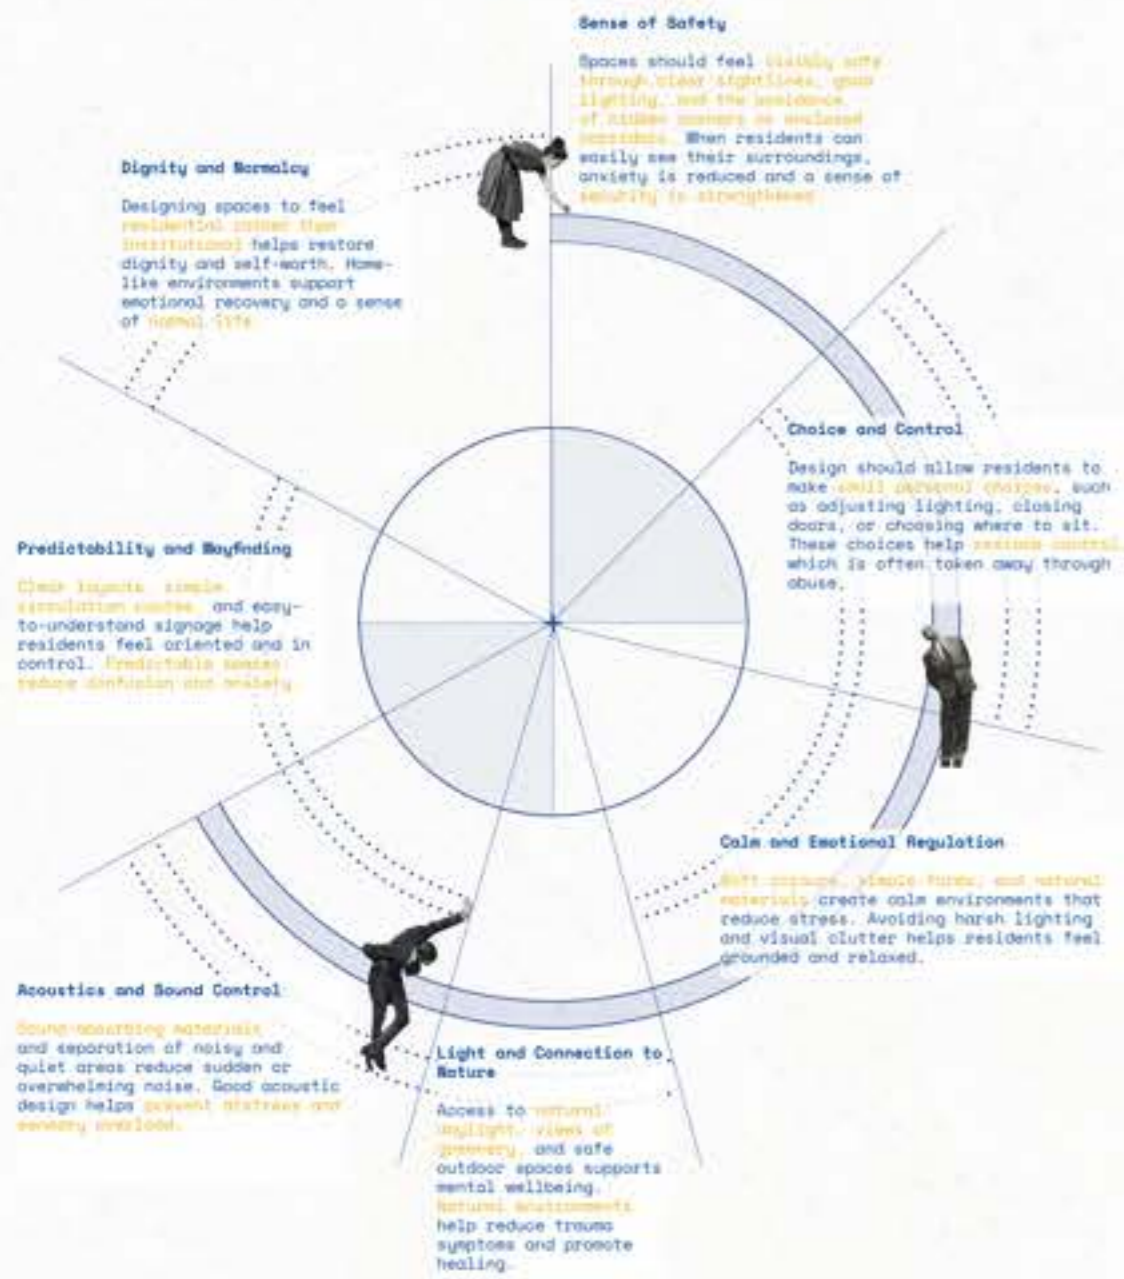 Sense of Safety
Spaces should feel visibly safe
through clear sightlines, good
lighting, and the avoidance
of hidden corners or enclosed
When residents can
easily see their surroundings,
anxiety is reduced and a sense of
security is strengthened.
Dignity and Normalcy
Designing spaces to feel
residential rather than
institutional helps restore
dignity and self-worth. Home-
like environments support
emotional recovery and a sense
of normal life.
Choice and Control
Design should allow residents to
make small personal choices, such
as adjusting lighting, closing
doors, or choosing where to sit.
These choices help restore control,
which is often taken away through
abuse.
Predictability and Wayfinding
Clear layouts, simple
circulation routes, and easy-
to-understand signage help
residents feel oriented and in
control. Predictable spaces
reduce confusion and anxiety.
Calm and Emotional Regulation
Soft colours, simple forms, and natural
materials create calm environments that
reduce stress. Avoiding harsh lighting
and visual clutter helps residents feel
grounded and relaxed.
Acoustics and Sound Control
Sound-absorbing materials
and separation of noisy and
quiet areas reduce sudden or
overwhelming noise. Good acoustic
design helps prevent distress and
sensory overload.
Light and Connection to
Nature
Access to natural
daylight, views of
greenery, and safe
outdoor spaces supports
mental wellbeing.
Natural environments
help reduce trauma
symptoms and promote
healing.